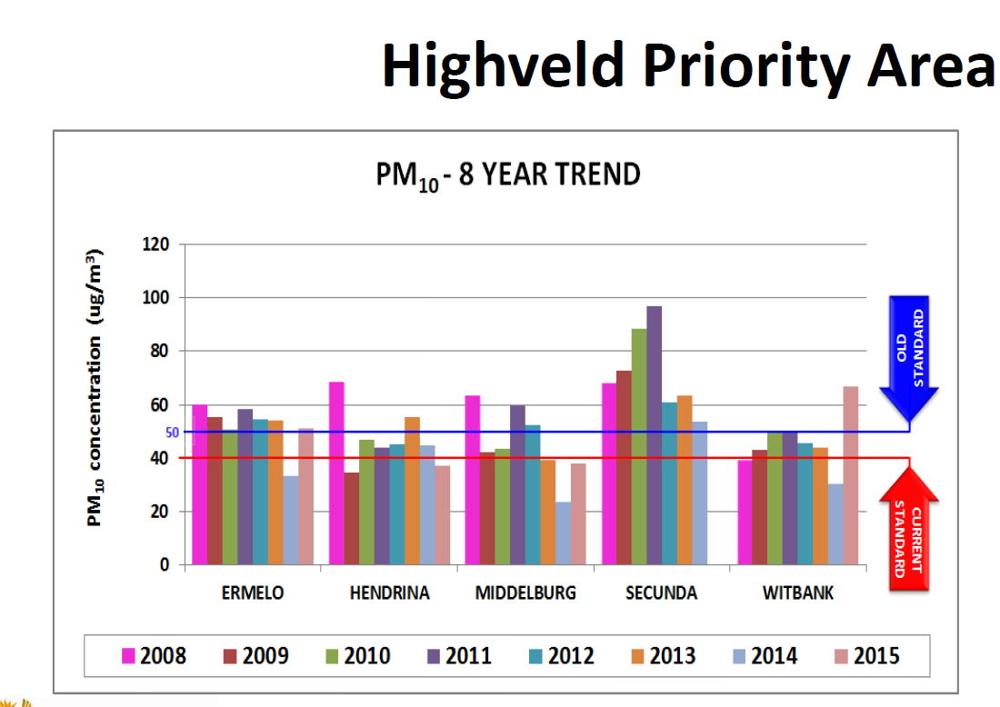 Highveld Priority Area
PM₁₀ - 8 YEAR TREND
PM₁₀ concentration (ug/m³)
120
100
80
60
50
40
20
0
OLD
STANDARD
CURRENT
STANDARD
ERMELO HENDRINA MIDDELBURG SECUNDA WITBANK
2008 2009 2010 2011 2012 2013 2014 2015